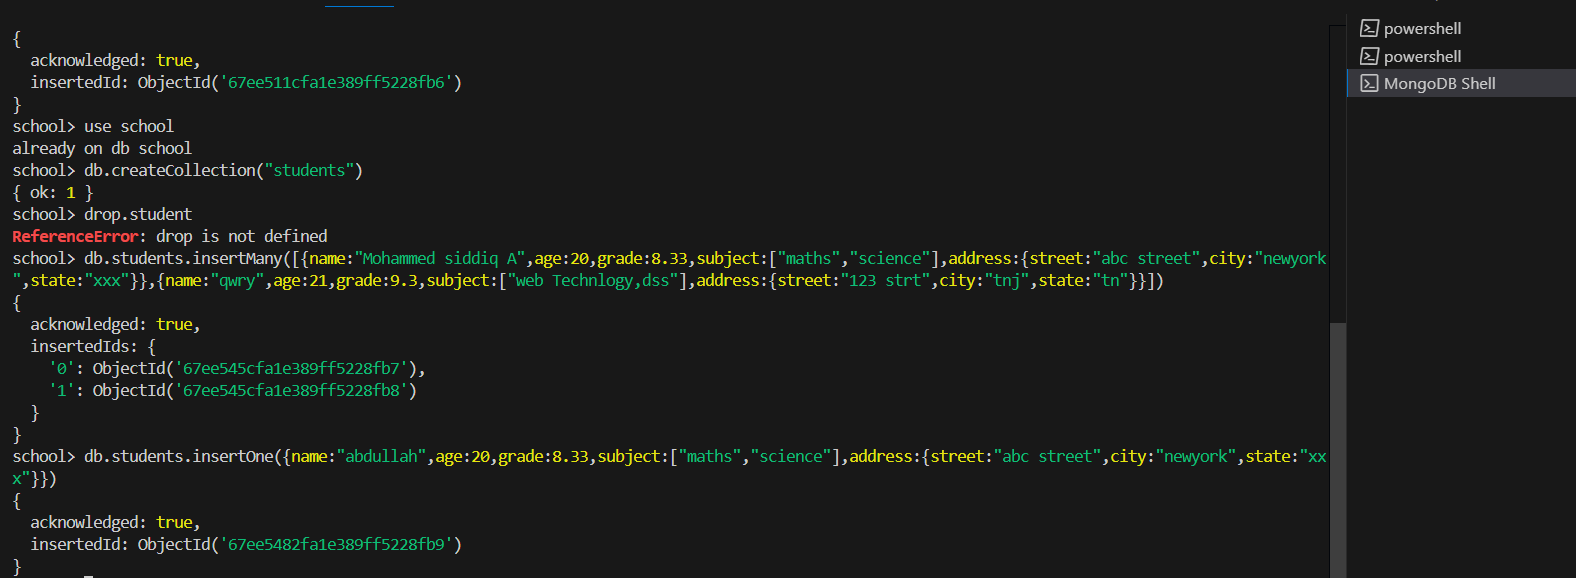 {
  acknowledged: true,
  insertedId: ObjectId('67ee511cfa1e389ff5228fb6')
}
school> use school
already on db school
school> db.createCollection("students")
{ ok: 1 }
school> drop.student
ReferenceError: drop is not defined
school> db.students.insertMany([{name:"Mohammed siddiq A",age:20,grade:8.33,subject:["maths","science"],address:{street:"abc street",city:"newyork
",state:"xxx"}},{name:"qwry",age:21,grade:9.3,subject:["web Technlogy,dss"],address:{street:"123 strt",city:"tnj",state:"tn"}}])
{
  acknowledged: true,
  insertedIds: {
    '0': ObjectId('67ee545cfa1e389ff5228fb7'),
    '1': ObjectId('67ee545cfa1e389ff5228fb8')
  }
}
school> db.students.insertOne({name:"abdullah",age:20,grade:8.33,subject:["maths","science"],address:{street:"abc street",city:"newyork",state:"xx
x"}})
{
  acknowledged: true,
  insertedId: ObjectId('67ee5482fa1e389ff5228fb9')
}
powershell
powershell
MongoDB Shell